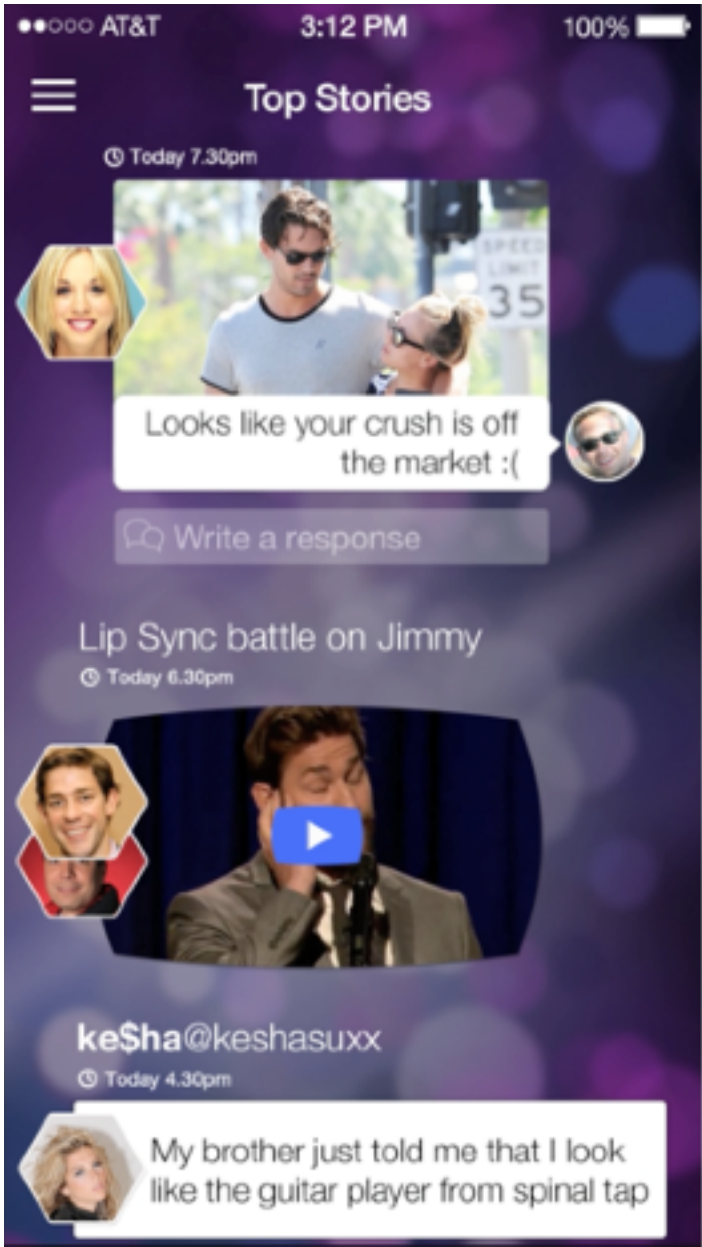 AT&T 3:12 PM 100%
Top Stories
Today 7.30pm
SPEED
LIMIT
35
Looks like your crush is off
the market :(
Write a response
Lip Sync battle on Jimmy
Today 6.30pm
ke$ha@keshasuxx
Today 4.30pm
My brother just told me that I look
like the guitar player from spinal tap